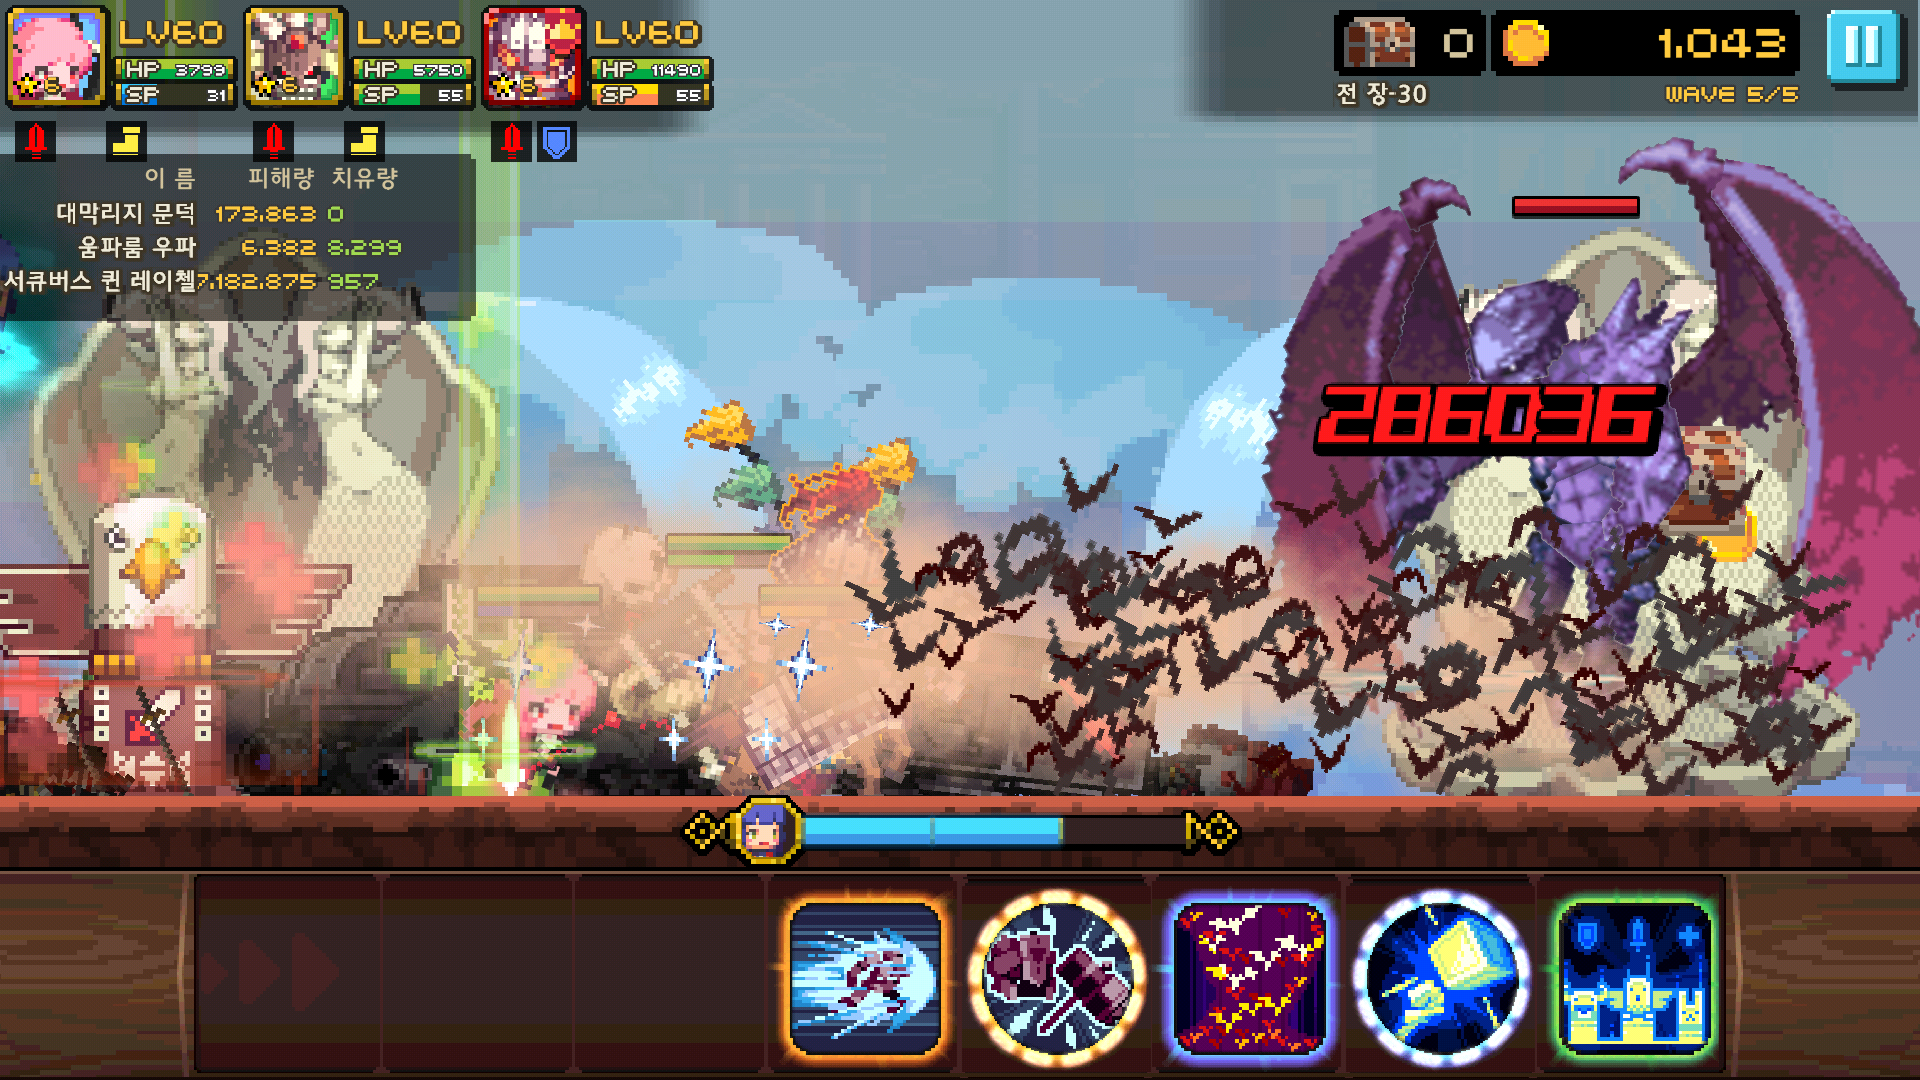 LV60 LV60 LV60
HP 3799 HP 5750 HP 11490
SP 31 SP 55 SP 55
6 6 6
0 1.043
전 장-30 WAVE 5/5
이 름 피해량 치유량
대막리지 문덕 173.863 0
움파룸 우파 6.382 8.299
서큐버스 퀸 레이첼 7.182.875 957
286036